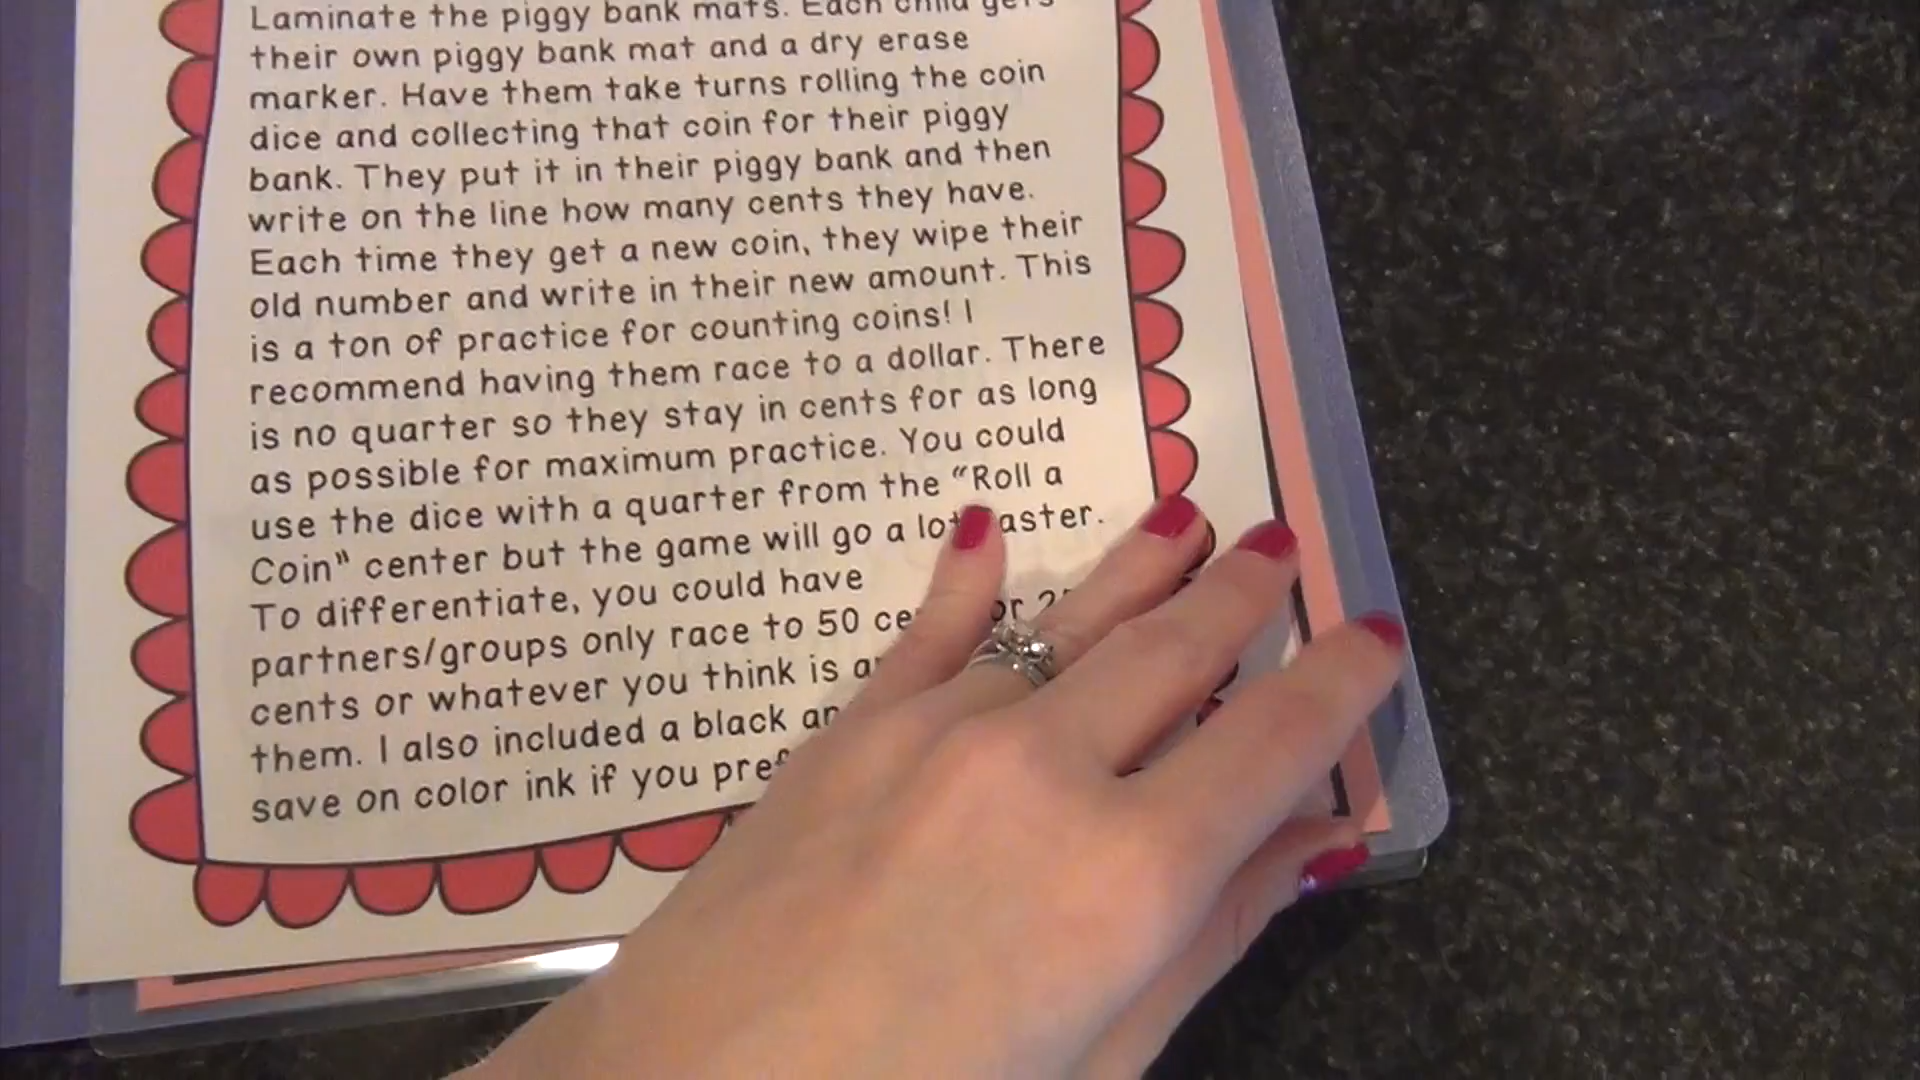 Laminate the piggy bank mats. Each child gets
their own piggy bank mat and a dry erase
marker. Have them take turns rolling the coin
dice and collecting that coin for their piggy
bank. They put it in their piggy bank and then
write on the line how many cents they have.
Each time they get a new coin, they wipe their
old number and write in their new amount. This
is a ton of practice for counting coins! I
recommend having them race to a dollar. There
is no quarter so they stay in cents for as long
as possible for maximum practice. You could
use the dice with a quarter from the “Roll a
Coin” center but the game will go a lot aster.
To differentiate, you could have
partners/groups only race to 50 or
cents or whatever you think is
them. I also included a black
save on color ink if you